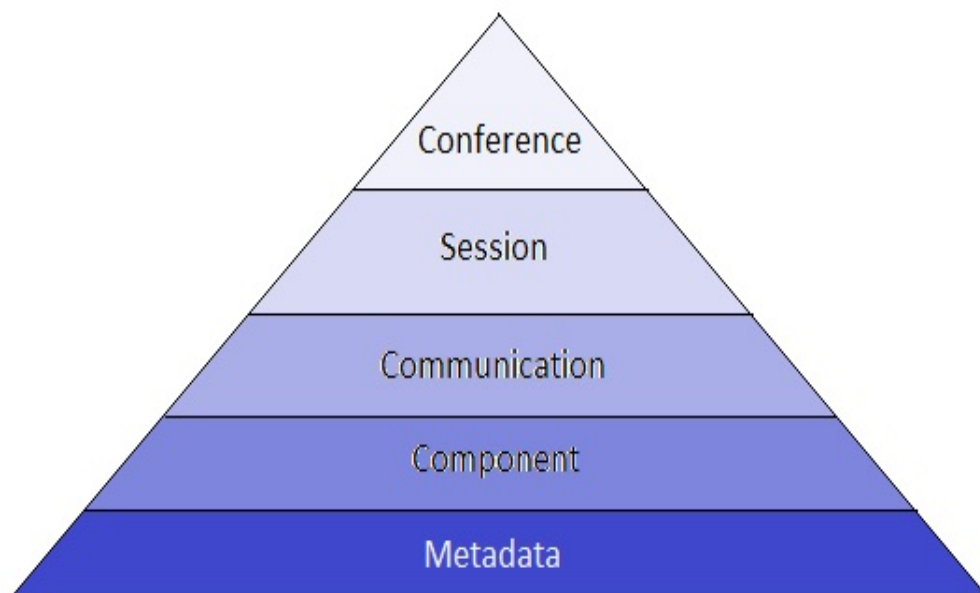 Conference
Session
Communication
Component
Metadata